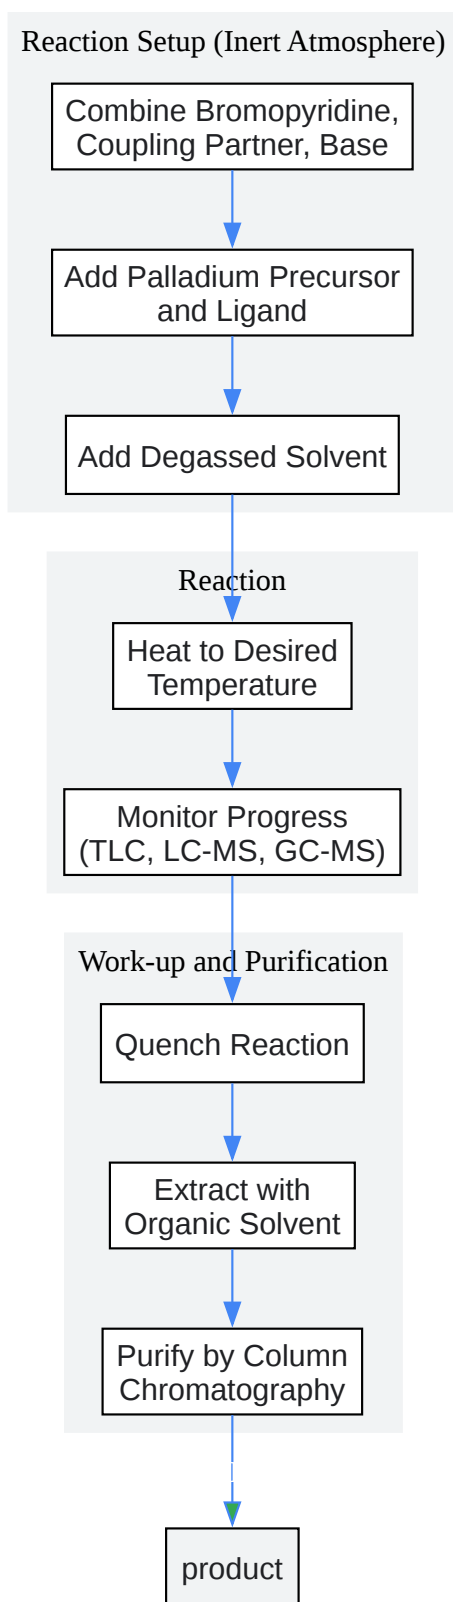 Reaction Setup (Inert Atmosphere)
Combine Bromopyridine,
Coupling Partner, Base
Add Palladium Precursor
and Ligand
Add Degassed Solvent
Reaction
Heat to Desired
Temperature
Monitor Progress
(TLC, LC-MS, GC-MS)
Work-up and Purification
Quench Reaction
Extract with
Organic Solvent
Purify by Column
Chromatography
product